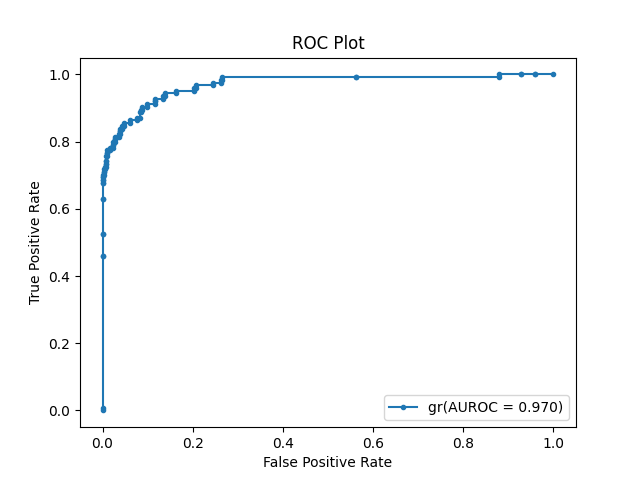 ROC Plot
True Positive Rate
1.0
0.8
0.6
0.4
0.2
0.0
gr(AUROC = 0.970)
0.0 0.2 0.4 0.6 0.8 1.0
False Positive Rate